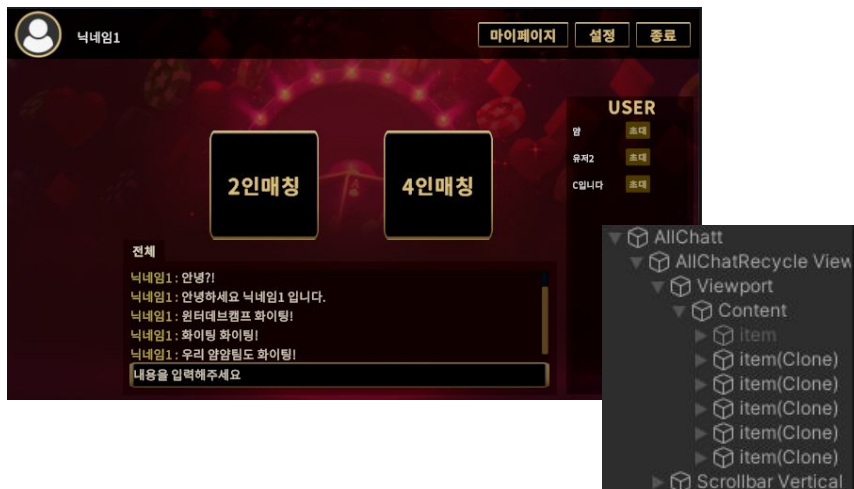 닉네임1
마이페이지
설정
종료
2인매칭
4인매칭
USER
얌
초대
유저2
초대
C입니다
초대
전체
닉네임1 : 안녕?!
닉네임1 : 안녕하세요 닉네임1 입니다.
닉네임1 : 윈터데브캠프 화이팅!
닉네임1 : 화이팅 화이팅!
닉네임1 : 우리 얌얌팀도 화이팅!
내용을 입력해주세요
AllChatt
AllChatRecycle View
Viewport
Content
item
item(Clone)
item(Clone)
item(Clone)
item(Clone)
item(Clone)
Scrollbar Vertical